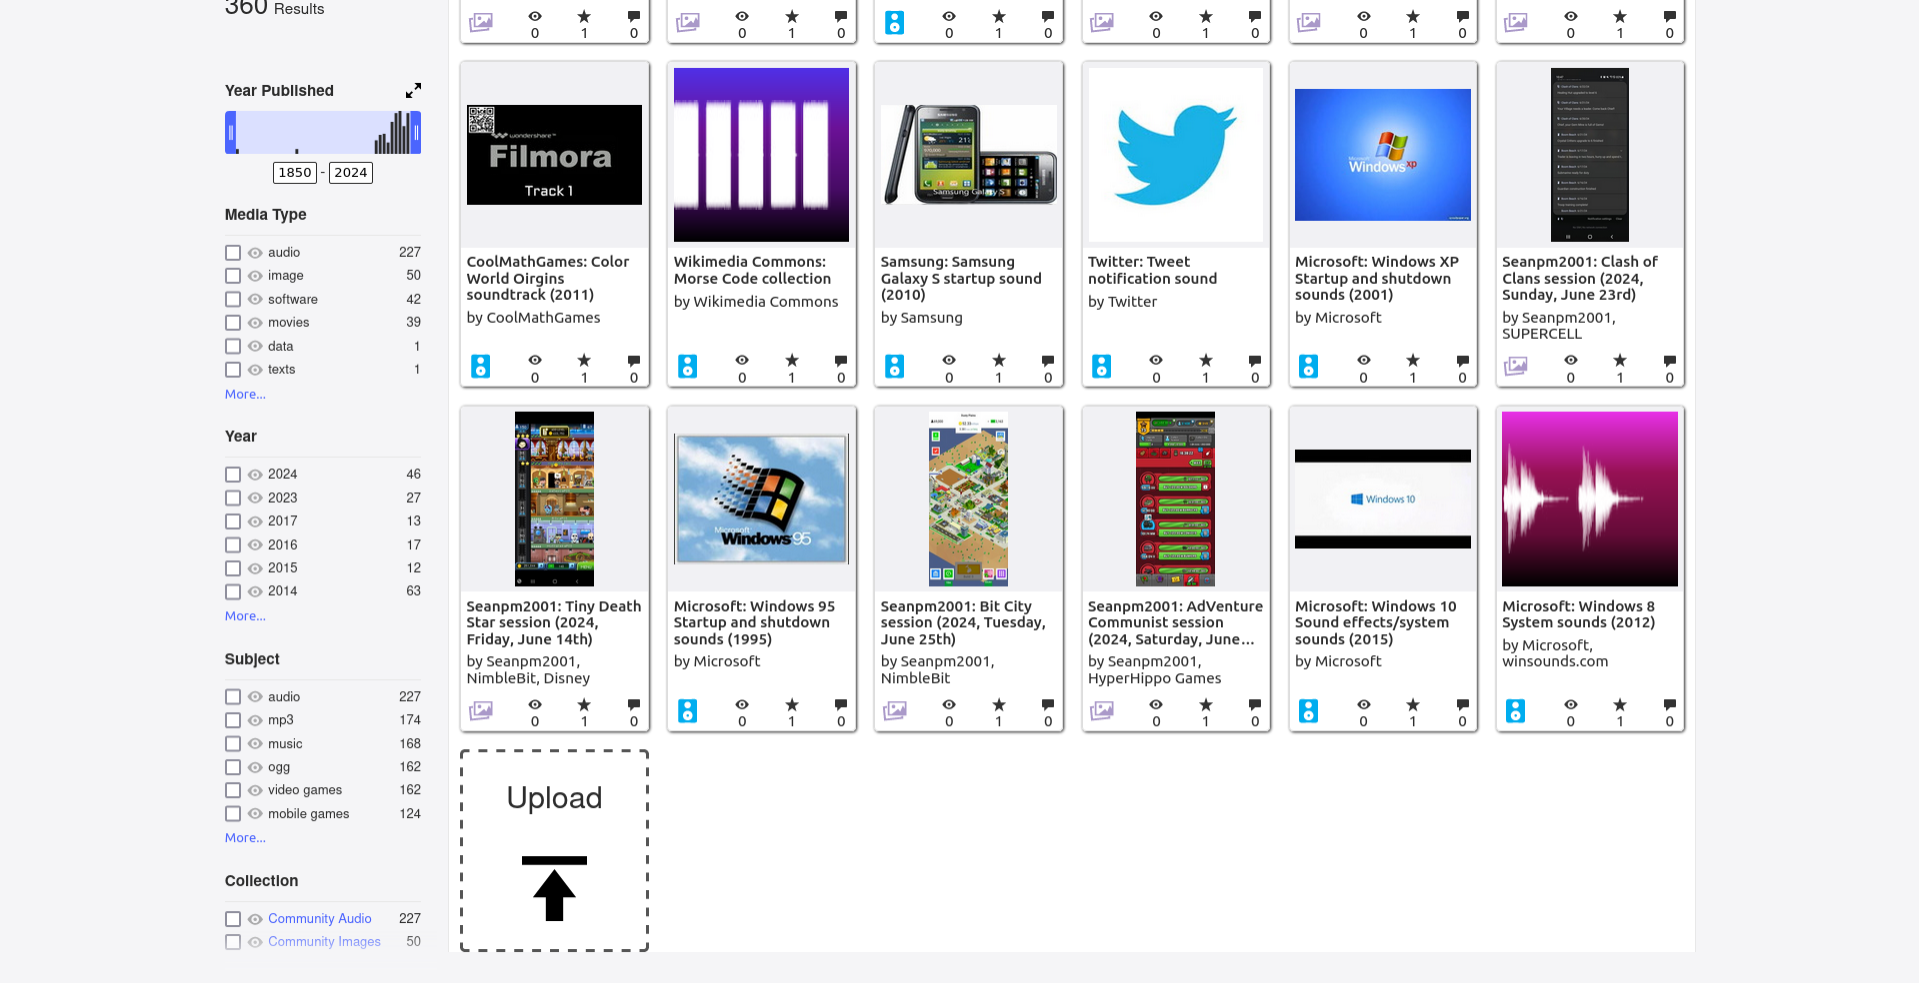 360 Results
Year Published
1850 - 2024
Media Type
audio 227
image 50
software 42
movies 39
data 1
texts 1
More...
Year
2024 46
2023 27
2017 13
2016 17
2015 12
2014 63
More...
Subject
audio 227
mp3 174
music 168
ogg 162
video games 162
mobile games 124
More...
Collection
Community Audio 227
Community Images 50
0 1 0
0 1 0
0 1 0
0 1 0
0 1 0
0 1 0
wondershare™
Filmora
Track 1
CoolMathGames: Color
World Oirgins
soundtrack (2011)
by CoolMathGames
0 1 0
Wikimedia Commons:
Morse Code collection
by Wikimedia Commons
0 1 0
Samsung Galaxy S
Samsung: Samsung
Galaxy S startup sound
(2010)
by Samsung
0 1 0
Twitter: Tweet
notification sound
by Twitter
0 1 0
Microsoft
Windows xp
Microsoft: Windows XP
Startup and shutdown
sounds (2001)
by Microsoft
0 1 0
Seanpm2001: Clash of
Clans session (2024,
Sunday, June 23rd)
by Seanpm2001,
SUPERCELL
0 1 0
Seanpm2001: Tiny Death
Star session (2024,
Friday, June 14th)
by Seanpm2001,
NimbleBit, Disney
0 1 0
Microsoft
Windows 95
Microsoft: Windows 95
Startup and shutdown
sounds (1995)
by Microsoft
0 1 0
Seanpm2001: Bit City
session (2024, Tuesday,
June 25th)
by Seanpm2001,
NimbleBit
0 1 0
Seanpm2001: AdVenture
Communist session
(2024, Saturday, June...
by Seanpm2001,
HyperHippo Games
0 1 0
Windows 10
Microsoft: Windows 10
Sound effects/system
sounds (2015)
by Microsoft
0 1 0
Microsoft: Windows 8
System sounds (2012)
by Microsoft,
winsounds.com
0 1 0
Upload